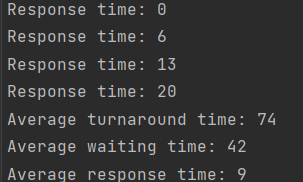 Response time: 0
Response time: 6
Response time: 13
Response time: 20
Average turnaround time: 74
Average waiting time: 42
Average response time: 9